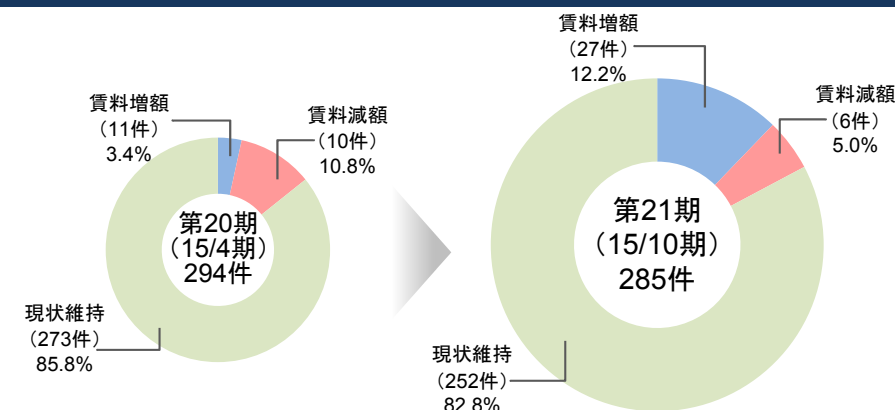 賃料増額
（11件）
3.4%
賃料減額
（10件）
10.8%
第20期
（15/4期）
294件
現状維持
（273件）
85.8%
賃料増額
（27件）
12.2%
賃料減額
（6件）
5.0%
第21期
（15/10期）
285件
現状維持
（252件）
82.8%